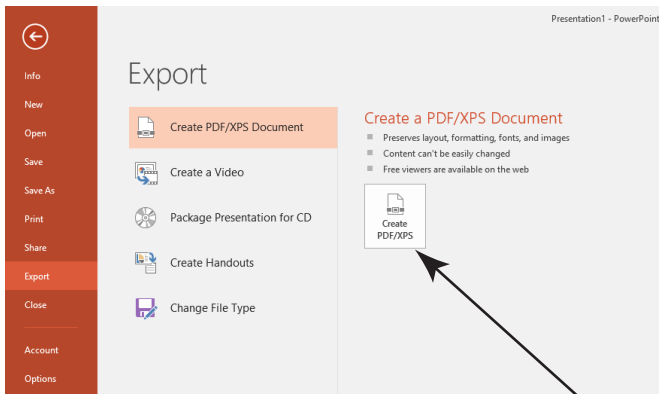 Presentation1 - PowerPoint
Info
New
Open
Save
Save As
Print
Share
Export
Close
Account
Options
Export
Create PDF/XPS Document
Create a Video
Package Presentation for CD
Create Handouts
Change File Type
Create a PDF/XPS Document
Preserves layout, formatting, fonts, and images
Content can't be easily changed
Free viewers are available on the web
Create
PDF/XPS